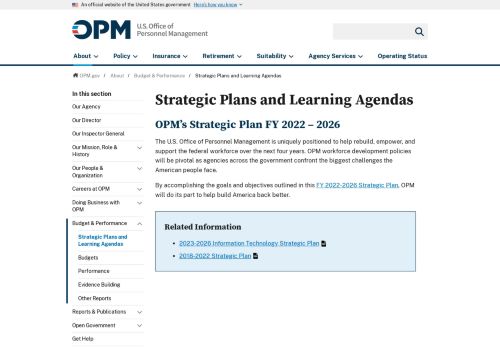 An official website of the United States government Here's how you know
OPM U.S. Office of
Personnel Management
About Policy Insurance Retirement Suitability Agency Services Operating Status
OPM.gov / About / Budget & Performance / Strategic Plans and Learning Agendas
In this section
Our Agency
Our Director
Our Inspector General
Our Mission, Role &
History
Our People &
Organization
Careers at OPM
Doing Business with
OPM
Budget & Performance
Strategic Plans and
Learning Agendas
Budgets
Performance
Evidence Building
Other Reports
Reports & Publications
Open Government
Get Help
Strategic Plans and Learning Agendas
OPM's Strategic Plan FY 2022 – 2026
The U.S. Office of Personnel Management is uniquely positioned to help rebuild, empower, and
support the federal workforce over the next four years. OPM workforce development policies
will be pivotal as agencies across the government confront the biggest challenges the
American people face.
By accomplishing the goals and objectives outlined in this FY 2022-2026 Strategic Plan, OPM
will do its part to help build America back better.
Related Information
2023-2026 Information Technology Strategic Plan
2018-2022 Strategic Plan